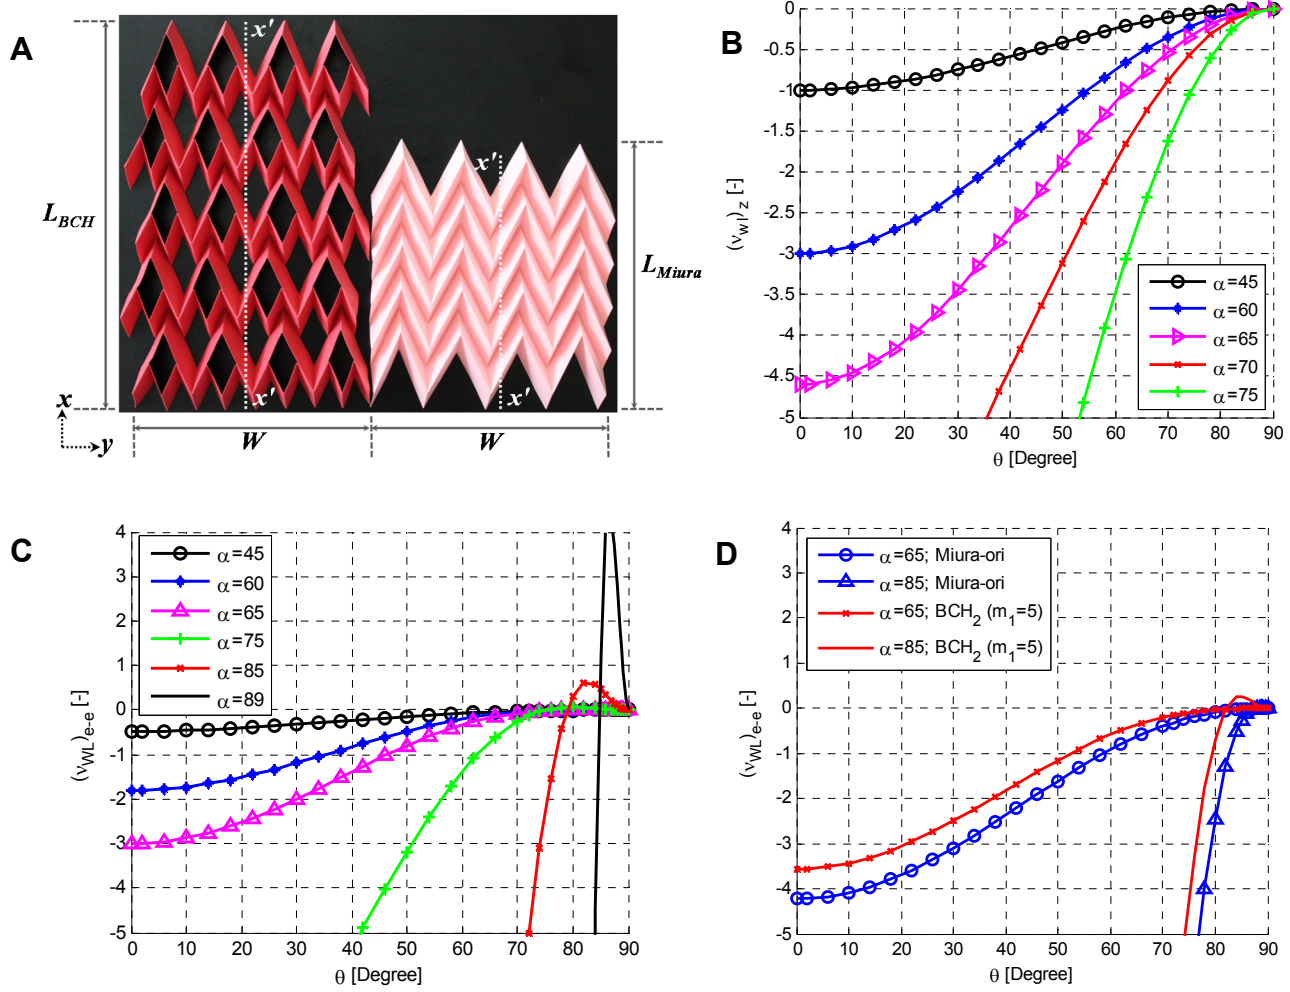 A
x'
x'
L_BCH
L_Miura
x'
x'
x
y
W
W
B
(ν_wl)_z [-]
0
-0.5
-1
-1.5
-2
-2.5
-3
-3.5
-4
-4.5
-5
0 10 20 30 40 50 60 70 80 90
θ [Degree]
α=45
α=60
α=65
α=70
α=75
C
(ν_WL)_e-e [-]
4
3
2
1
0
-1
-2
-3
-4
-5
0 10 20 30 40 50 60 70 80 90
θ [Degree]
α=45
α=60
α=65
α=75
α=85
α=89
D
(ν_WL)_e-e [-]
4
3
2
1
0
-1
-2
-3
-4
-5
0 10 20 30 40 50 60 70 80 90
θ [Degree]
α=65; Miura-ori
α=85; Miura-ori
α=65; BCH_2 (m_1=5)
α=85; BCH_2 (m_1=5)